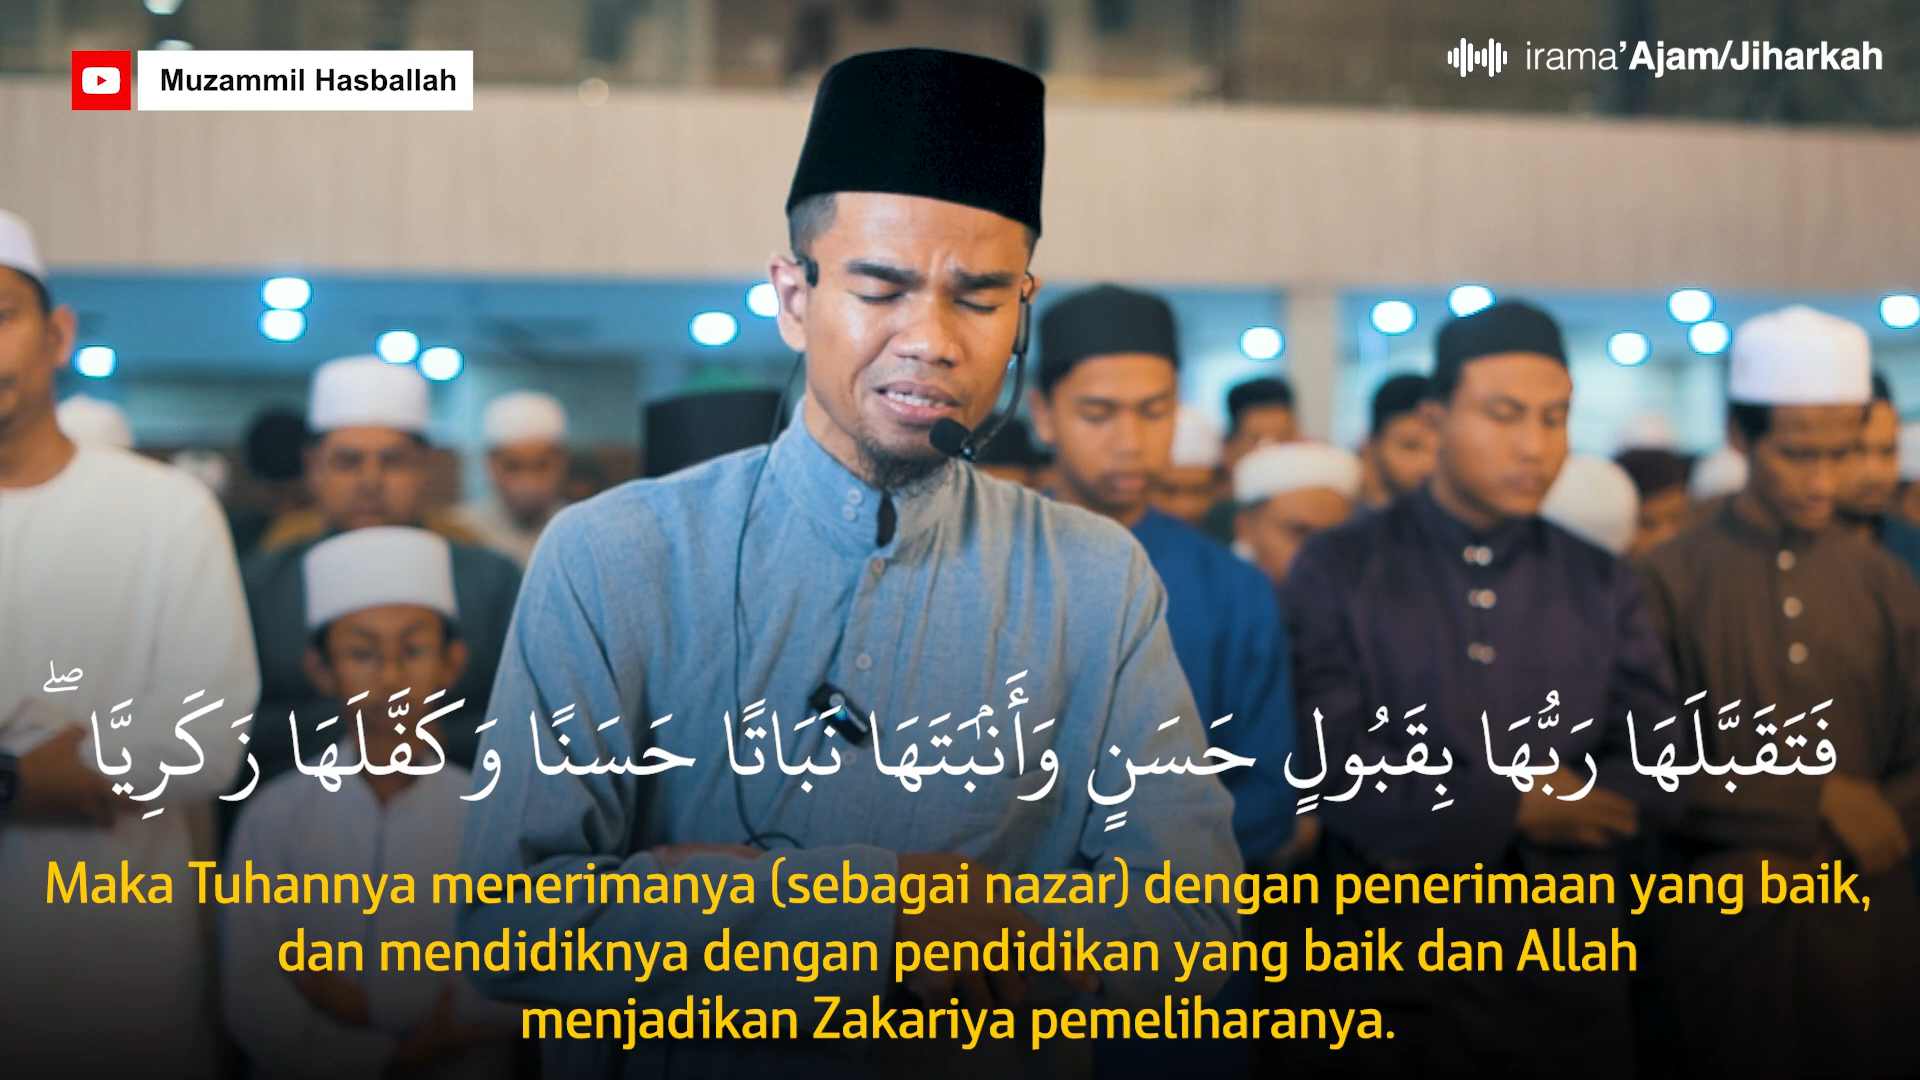 Muzammil Hasballah
irama'Ajam/Jiharkah
فَتَقَبَّلَهَا رَبُّهَا بِقَبُولٍ حَسَنٍ وَأَنۢبَتَهَا نَبَاتًا حَسَنًا وَكَفَّلَهَا زَكَرِيَّا ۖ
Maka Tuhannya menerimanya (sebagai nazar) dengan penerimaan yang baik,
dan mendidiknya dengan pendidikan yang baik dan Allah
menjadikan Zakariya pemeliharanya.